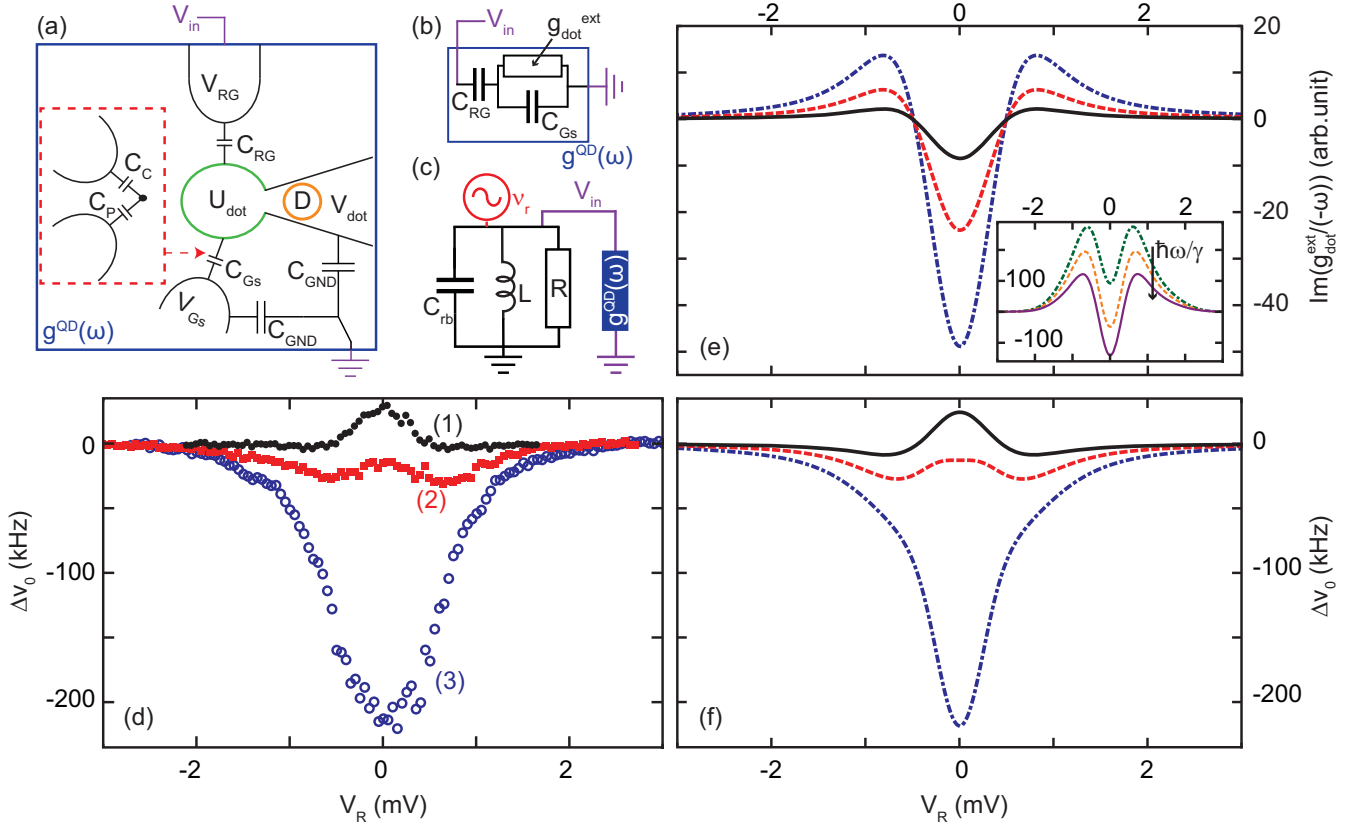 (a)
V_in
V_RG
C_RG
C_C
C_P
U_dot
D
V_dot
C_Gs
C_GND
V_Gs
C_GND
g^QD(ω)
(b)
V_in
g_dot^ext
C_RG
C_Gs
g^QD(ω)
(c)
ν_r
V_in
C_rb
L
R
g^QD(ω)
-2 0 2
20
0
-20
-40
Im(g_dot^ext/(-ω)) (arb.unit)
(e)
-2 0 2
100
-100
ħω/γ
(d)
(1)
(2)
(3)
0
-100
-200
Δν_0 (kHz)
-2 0 2
V_R (mV)
(f)
0
-100
-200
Δν_0 (kHz)
-2 0 2
V_R (mV)